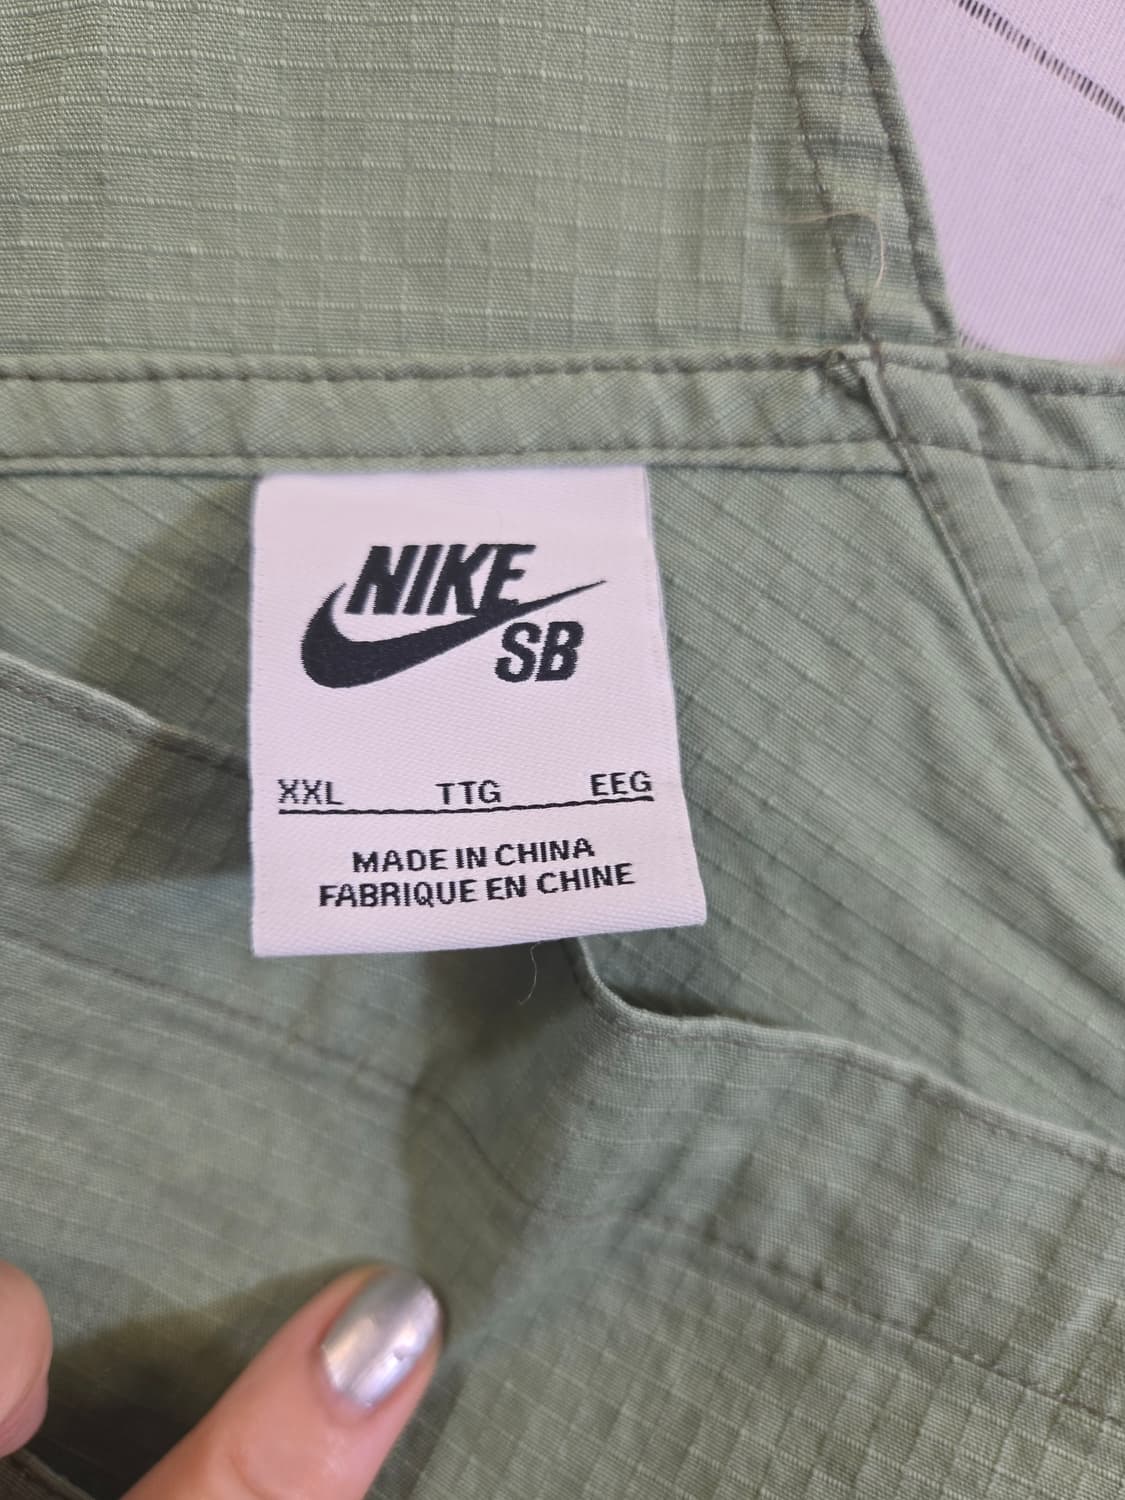 NIKE
SB
XXL TTG EEG
MADE IN CHINA
FABRIQUE EN CHINE